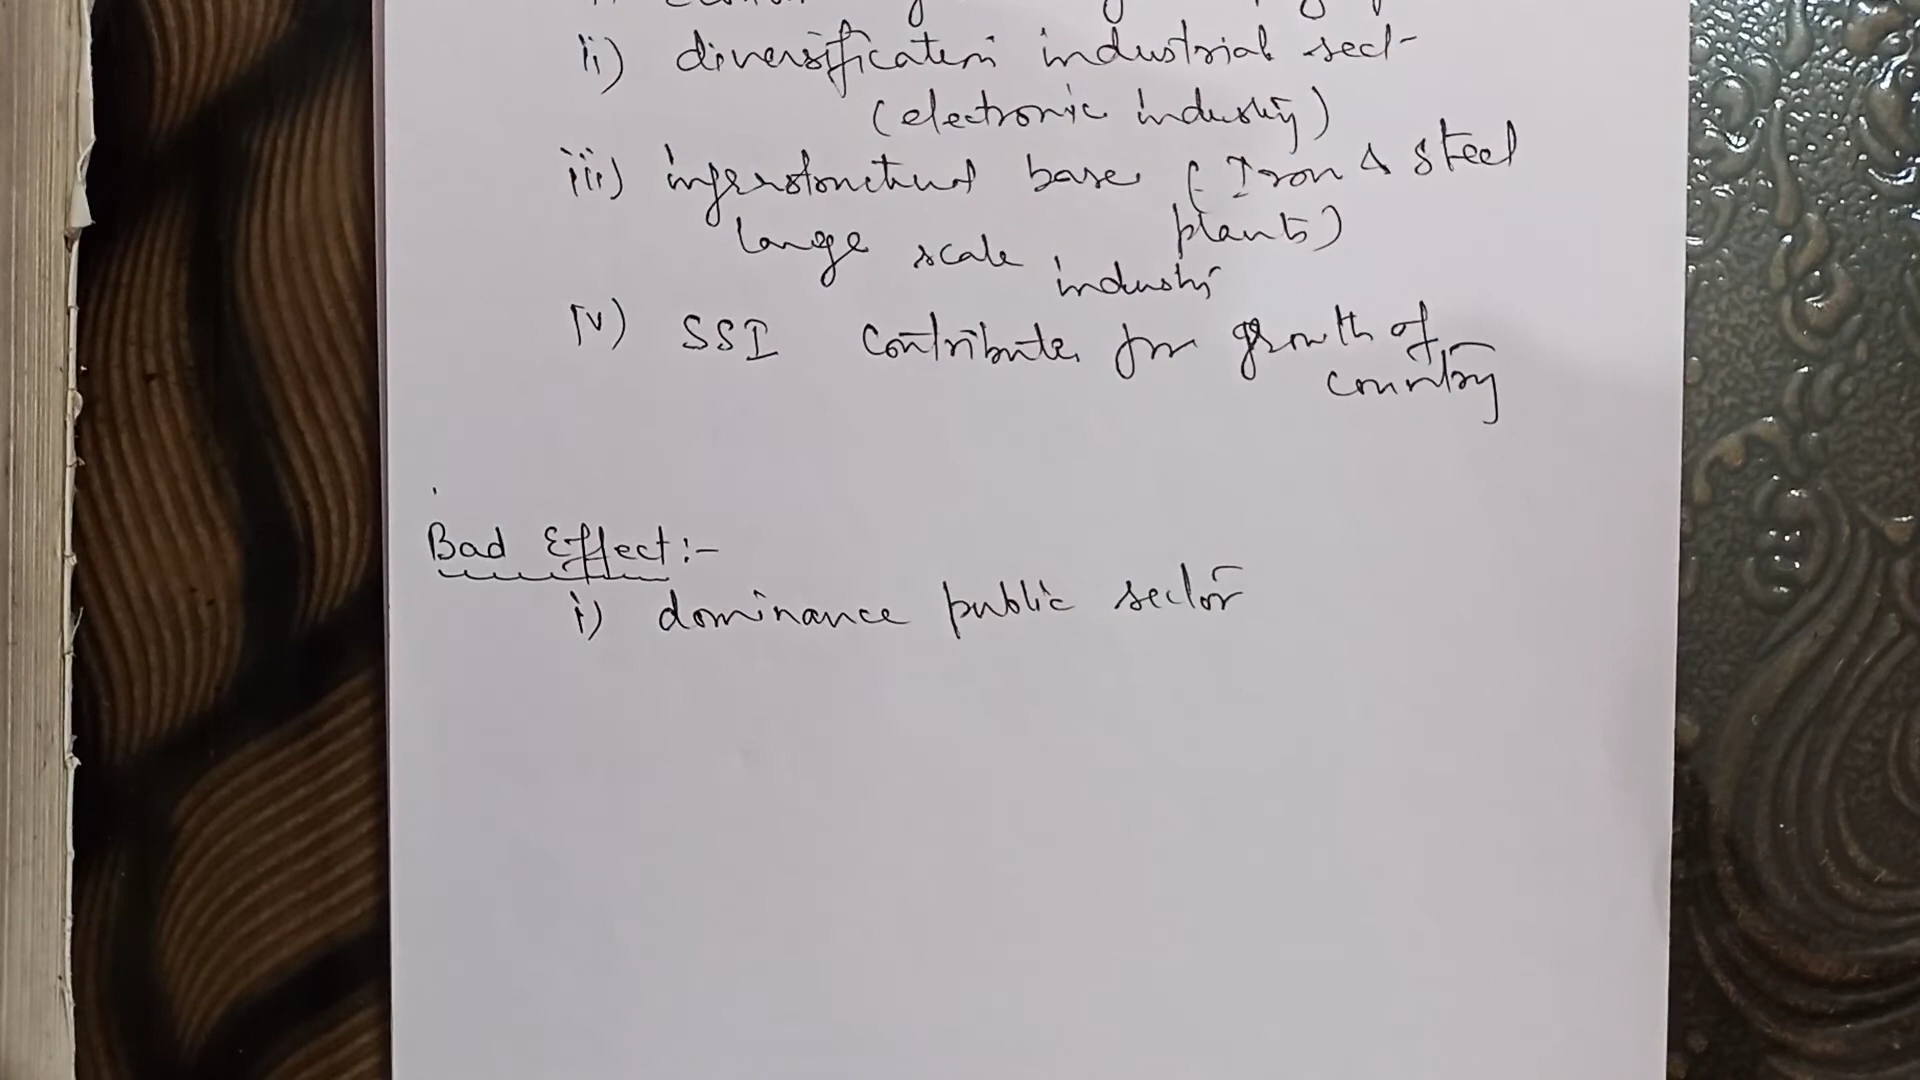 ii) diversification industrial sect-
(electronic industry)
iii) base (Iron & steel
plants)
large scale industry
iv) SSI Contribute for growth of
country
Bad Effect:-
i) dominance public sector